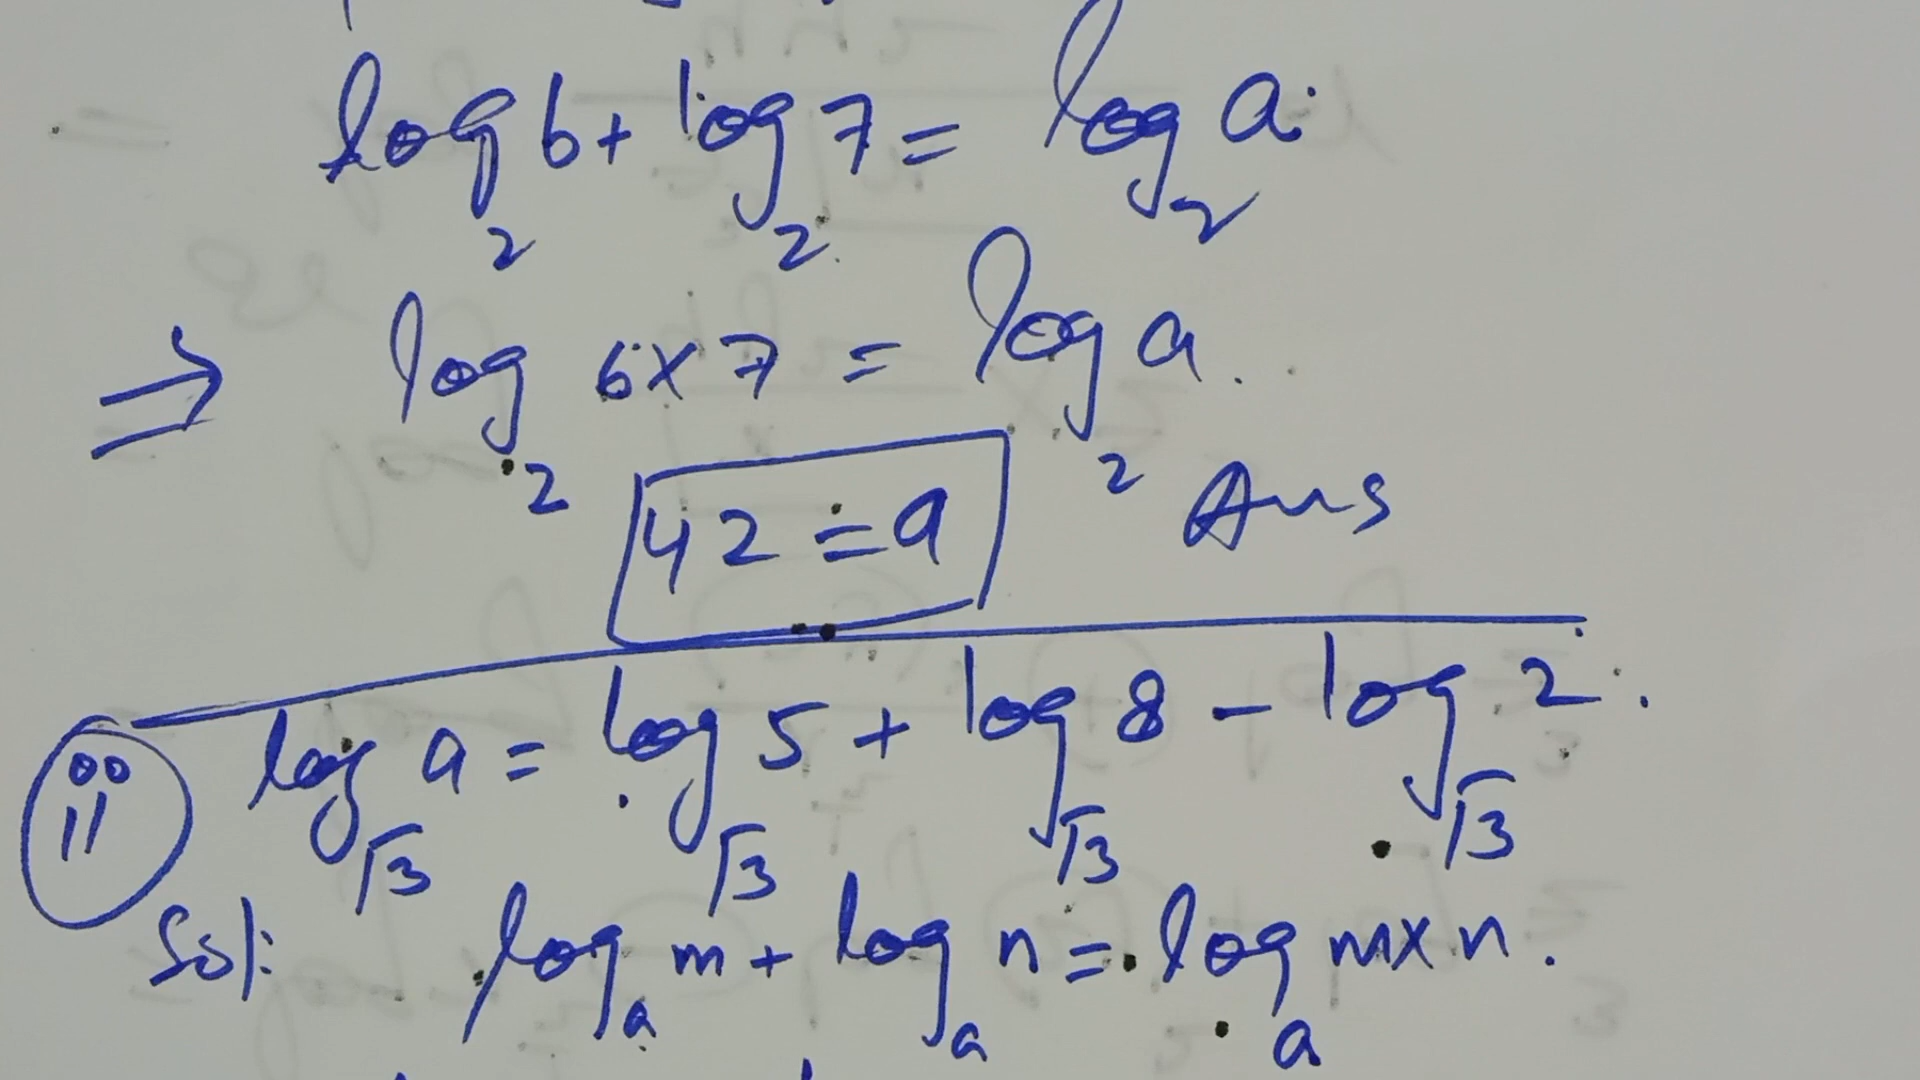 log₂ 6 + log₂ 7 = log₂ a.
⇒ log₂ 6 × 7 = log₂ a.
42 = a Ans
(ii) log√3 a = log√3 5 + log√3 8 − log√3 2.
Sol: logₐ m + logₐ n = logₐ m × n.